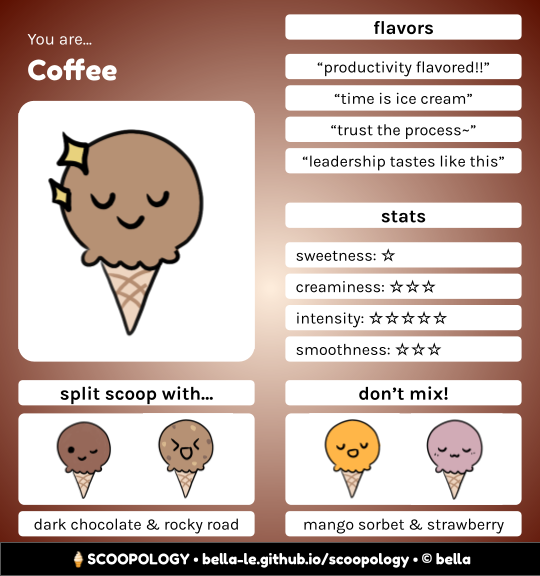 You are...
Coffee
flavors
“productivity flavored!!”
“time is ice cream”
“trust the process~”
“leadership tastes like this”
stats
sweetness: ☆
creaminess: ☆☆☆
intensity: ☆☆☆☆☆
smoothness: ☆☆☆
split scoop with...
dark chocolate & rocky road
don’t mix!
mango sorbet & strawberry
SCOOPOLOGY • bella-le.github.io/scoopology • © bella